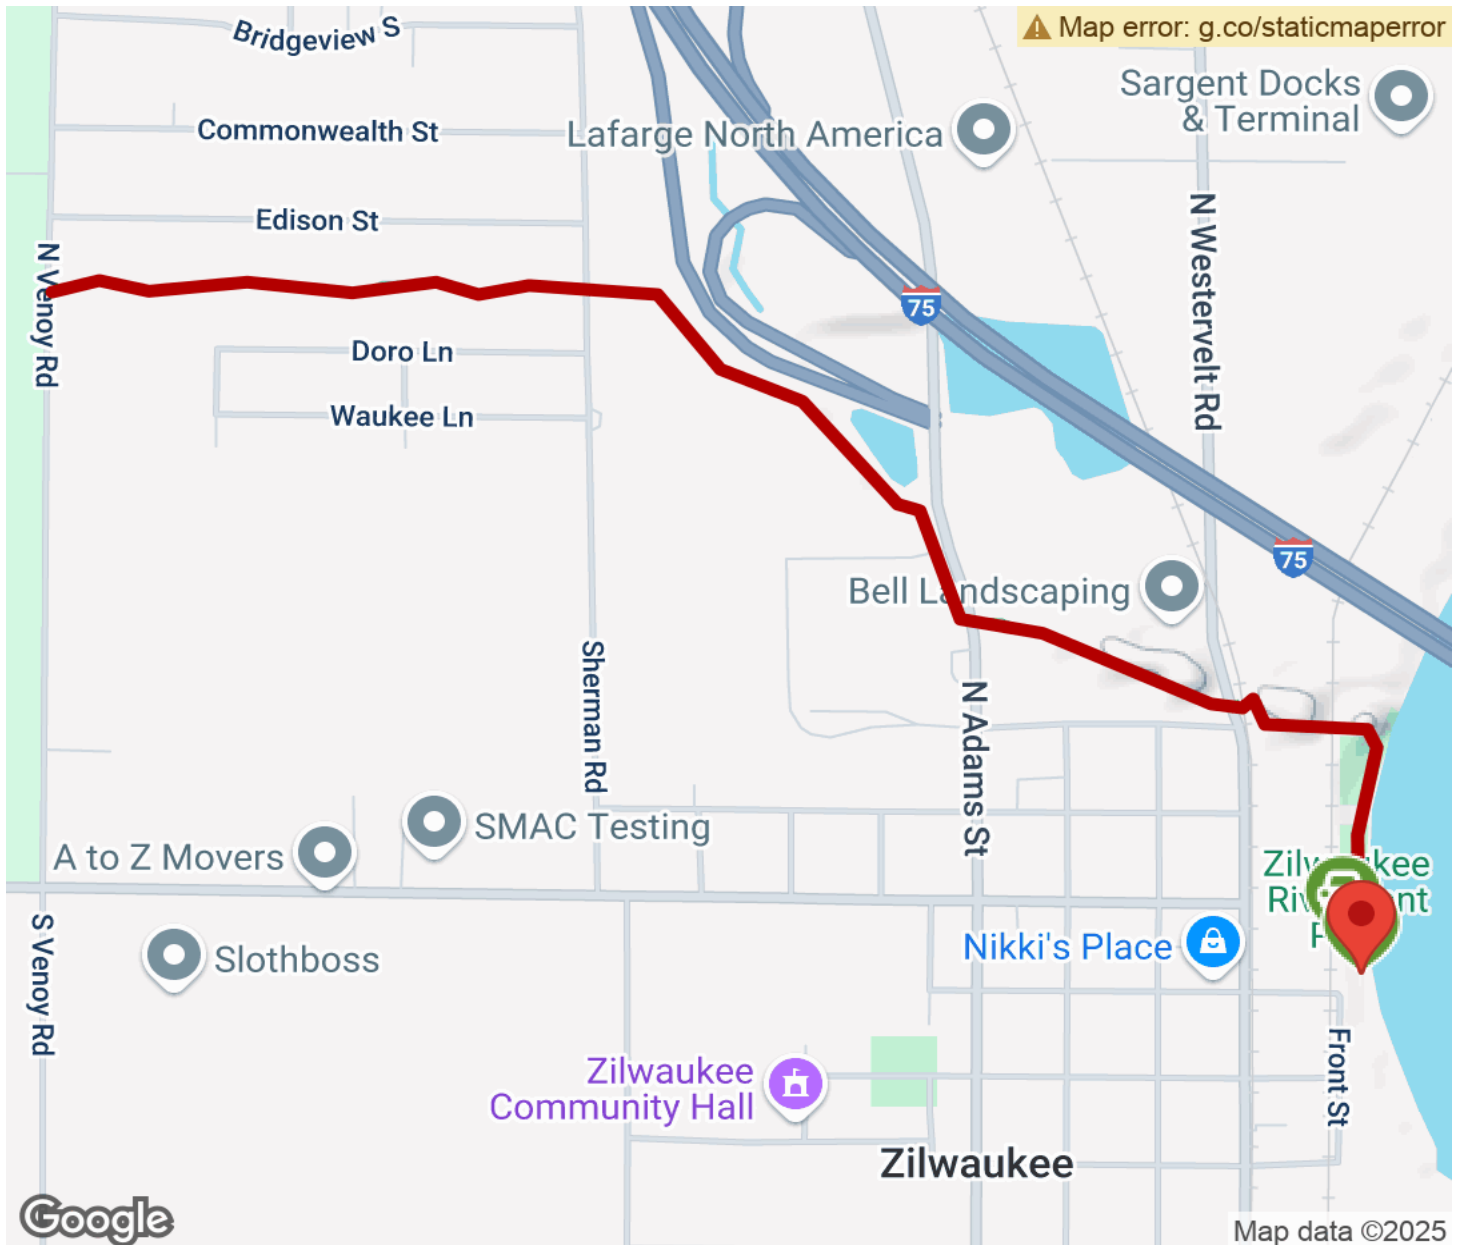 Bridgeview S
Map error: g.co/staticmaperror
Sargent Docks
& Terminal
Commonwealth St
Lafarge North America
Edison St
N Westervelt Rd
N Venoy Rd
75
Doro Ln
Waukee Ln
75
Bell Landscaping
Sherman Rd
N Adams St
SMAC Testing
A to Z Movers
S Venoy Rd
Slothboss
Nikki's Place
Front St
Zilwaukee
Community Hall
Zilwaukee
Google
Map data ©2025